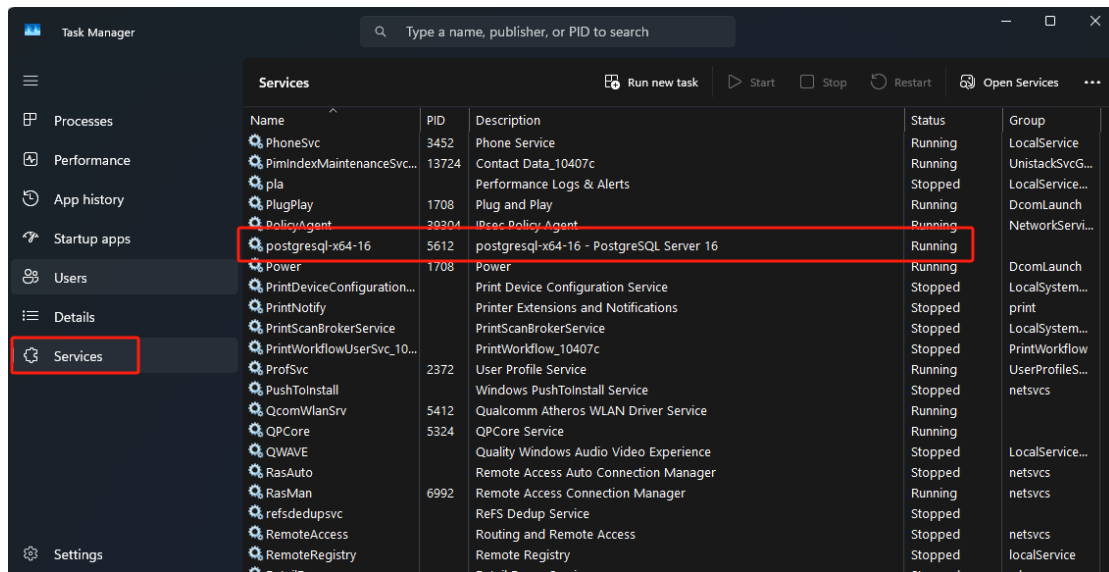 Task Manager
Type a name, publisher, or PID to search
Services
Run new task
Start
Stop
Restart
Open Services
Processes
Performance
App history
Startup apps
Users
Details
Services
Settings
Name PID Description Status Group
PhoneSvc 3452 Phone Service Running LocalService
PimIndexMaintenanceSvc... 13724 Contact Data_10407c Running UnistackSvcG...
pla Performance Logs & Alerts Stopped LocalService...
PlugPlay 1708 Plug and Play Running DcomLaunch
PolicyAgent 39304 IPsec Policy Agent Running NetworkServi...
postgresql-x64-16 5612 postgresql-x64-16 - PostgreSQL Server 16 Running
Power 1708 Power Running DcomLaunch
PrintDeviceConfiguration... Print Device Configuration Service Stopped LocalSystem...
PrintNotify Printer Extensions and Notifications Stopped print
PrintScanBrokerService PrintScanBrokerService Stopped LocalSystem...
PrintWorkflowUserSvc_10... PrintWorkflow_10407c Stopped PrintWorkflow
ProfSvc 2372 User Profile Service Running UserProfileS...
PushToInstall Windows PushToInstall Service Stopped netsvcs
QcomWlanSrv 5412 Qualcomm Atheros WLAN Driver Service Running
QPCore 5324 QPCore Service Running
QWAVE Quality Windows Audio Video Experience Stopped LocalService...
RasAuto Remote Access Auto Connection Manager Stopped netsvcs
RasMan 6992 Remote Access Connection Manager Running netsvcs
refsdedupsvc ReFS Dedup Service Stopped
RemoteAccess Routing and Remote Access Stopped netsvcs
RemoteRegistry Remote Registry Stopped localService